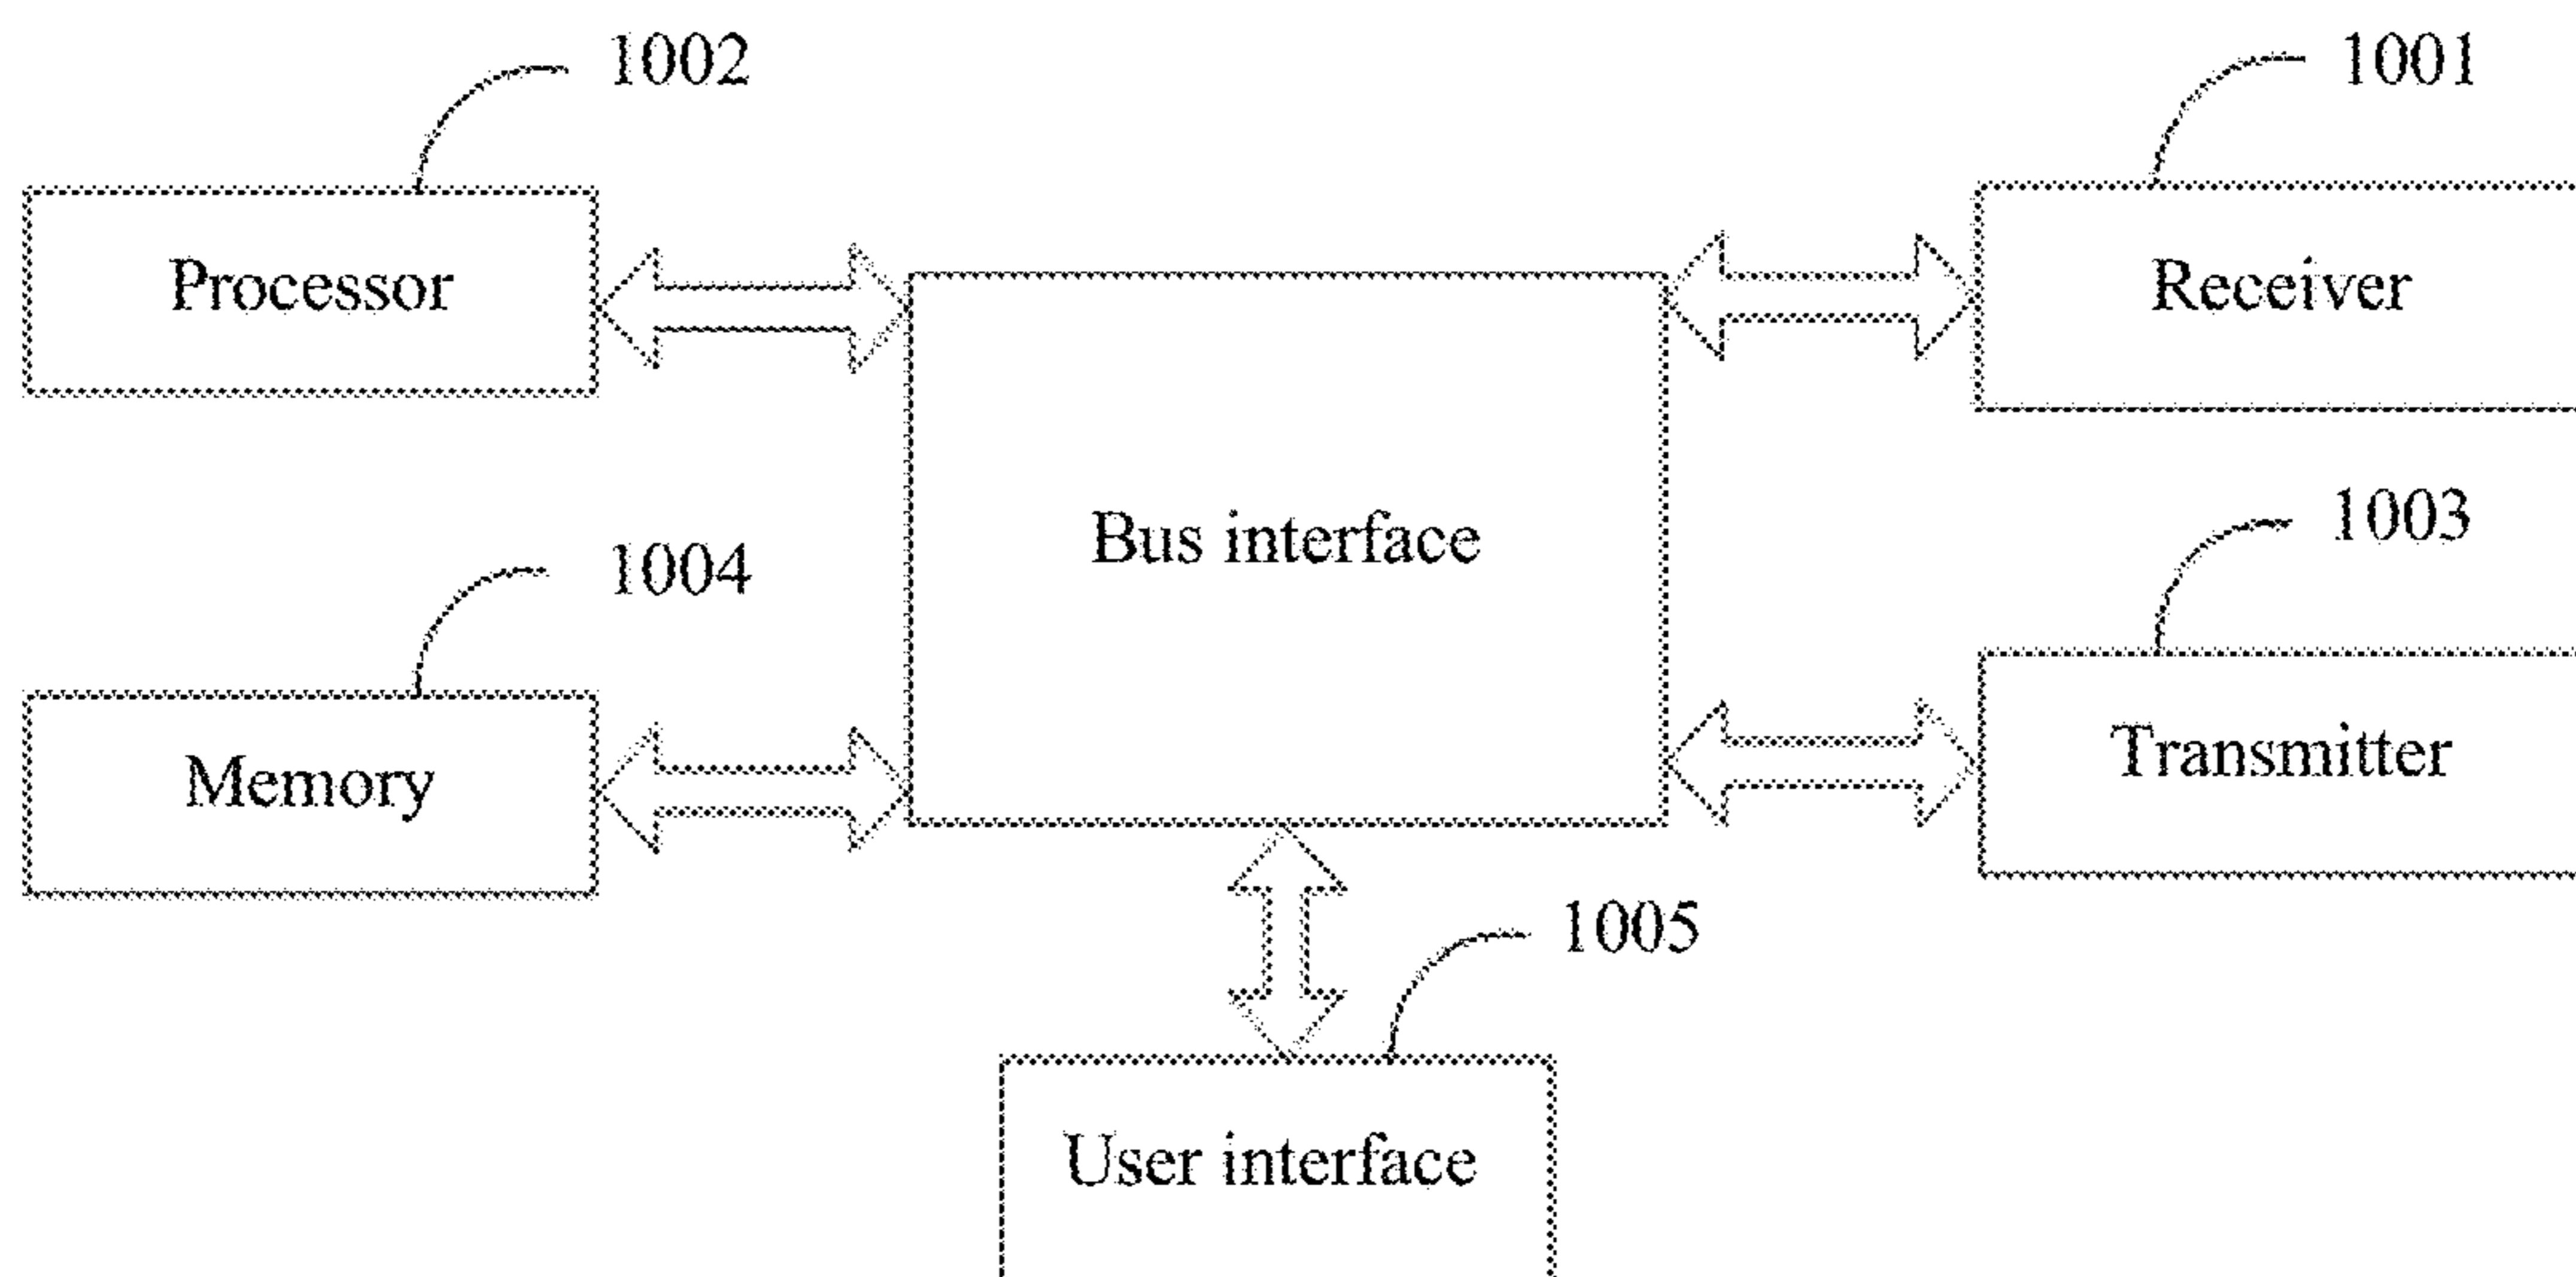 1002
1001
Processor
Receiver
Bus interface
1003
1004
Transmitter
Memory
1005
User interface